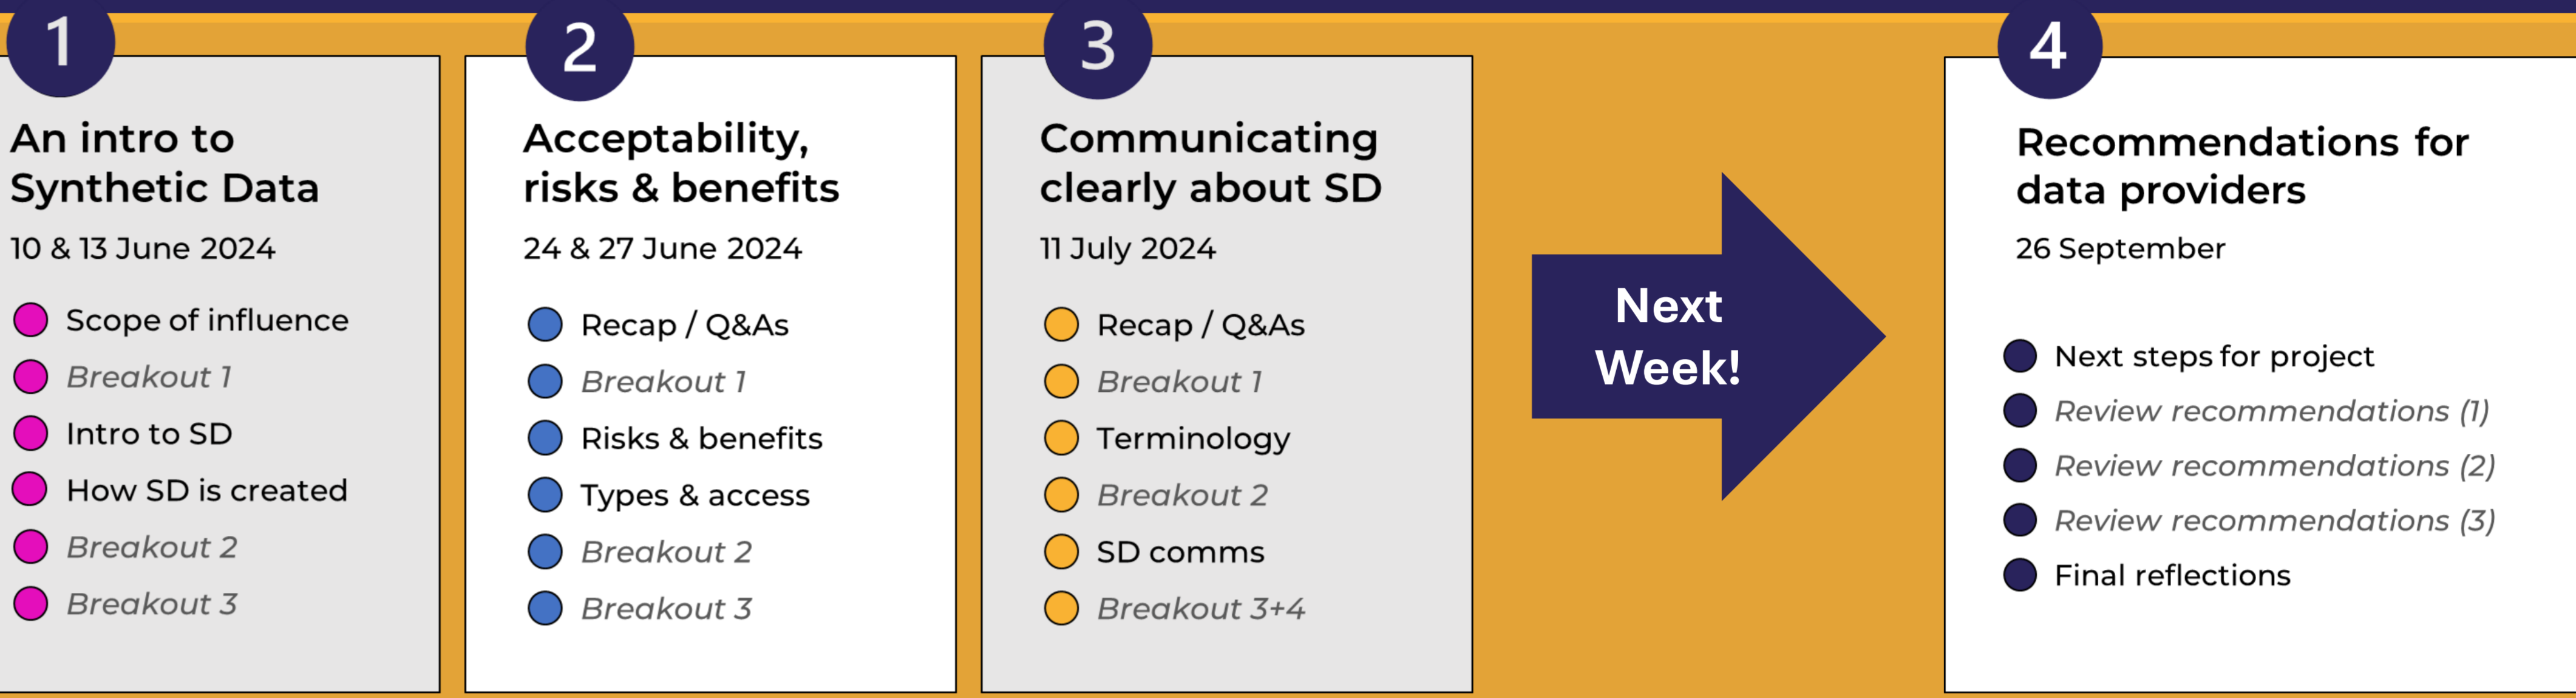 1
An intro to
Synthetic Data
10 & 13 June 2024
Scope of influence
Breakout 1
Intro to SD
How SD is created
Breakout 2
Breakout 3
2
Acceptability,
risks & benefits
24 & 27 June 2024
Recap / Q&As
Breakout 1
Risks & benefits
Types & access
Breakout 2
Breakout 3
3
Communicating
clearly about SD
11 July 2024
Recap / Q&As
Breakout 1
Terminology
Breakout 2
SD comms
Breakout 3+4
Next
Week!
4
Recommendations for
data providers
26 September
Next steps for project
Review recommendations (1)
Review recommendations (2)
Review recommendations (3)
Final reflections